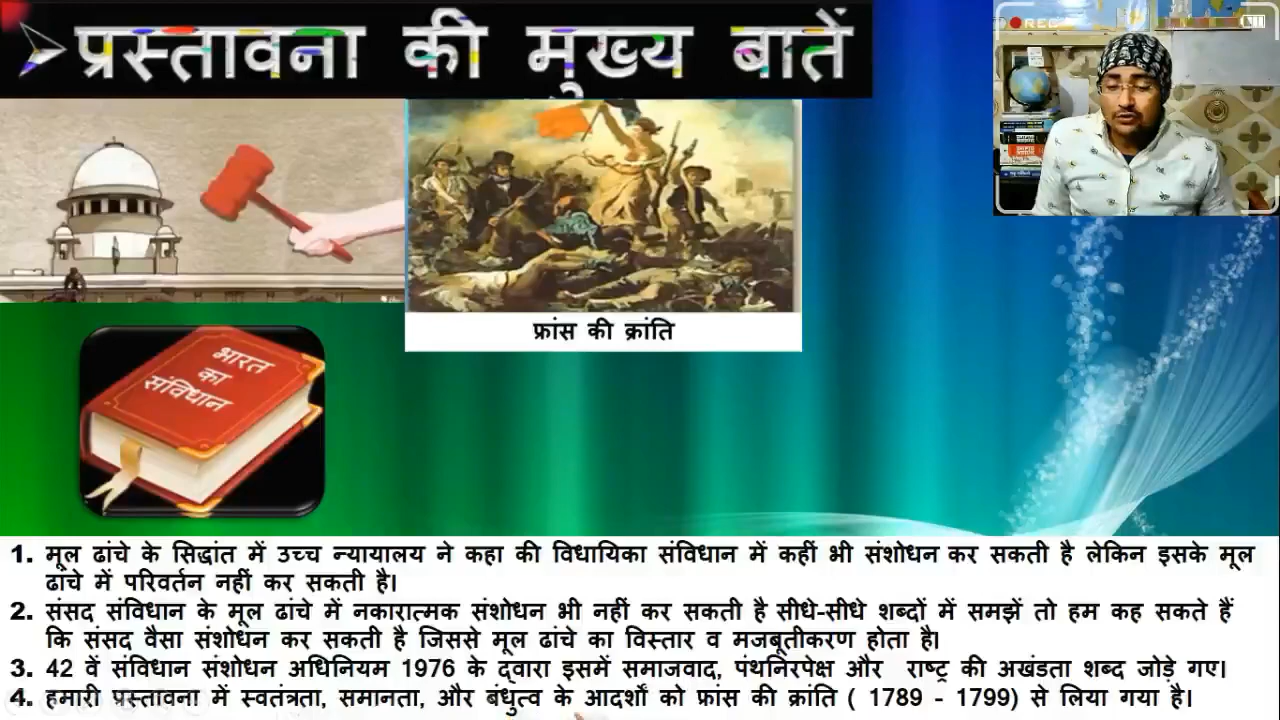 प्रस्तावना की मुख्य बातें
REC
फ्रांस की क्रांति
भारत
का
संविधान
1. मूल ढांचे के सिद्धांत में उच्च न्यायालय ने कहा की विधायिका संविधान में कहीं भी संशोधन कर सकती है लेकिन इसके मूल
ढाचे में परिवर्तन नहीं कर सकती है।
2. संसद संविधान के मूल ढांचे में नकारात्मक संशोधन भी नहीं कर सकती है सीधे-सीधे शब्दों में समझें तो हम कह सकते हैं
कि संसद वैसा संशोधन कर सकती है जिससे मूल ढांचे का विस्तार व मजबूतीकरण होता है।
3. 42 वें संविधान संशोधन अधिनियम 1976 के द्वारा इसमें समाजवाद, पंथनिरपेक्ष और राष्ट्र की अखंडता शब्द जोड़े गए।
4. हमारी प्रस्तावना में स्वतंत्रता, समानता, और बंधुत्व के आदर्शों को फ्रांस की क्रांति ( 1789 - 1799) से लिया गया है।